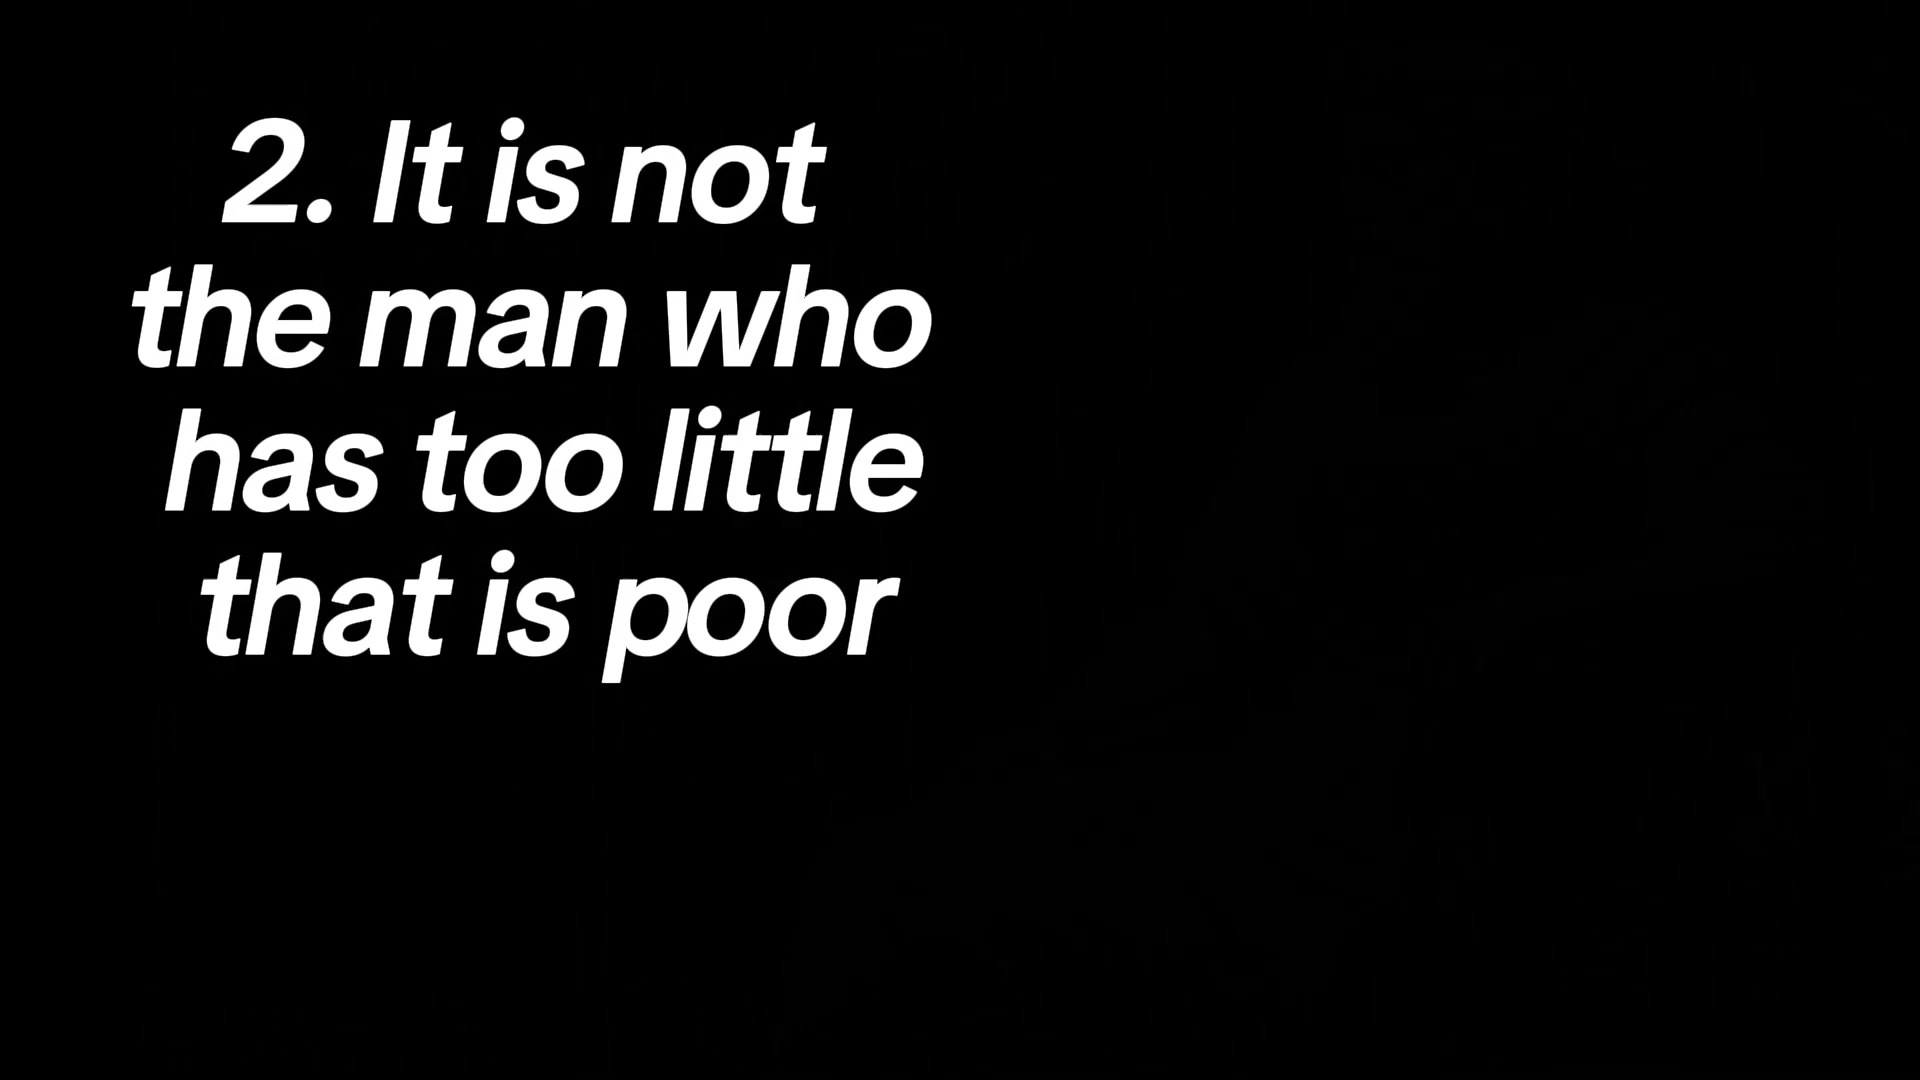 2. It is not
the man who
has too little
that is poor